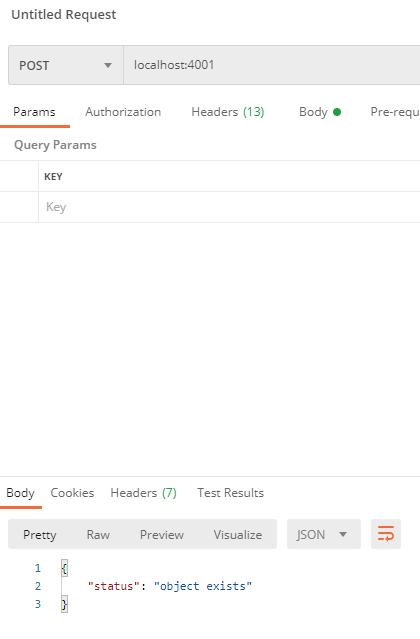 Untitled Request
POST localhost:4001
Params Authorization Headers (13) Body Pre-requ
Query Params
KEY
Key
Body Cookies Headers (7) Test Results
Pretty Raw Preview Visualize JSON
1 {
2 "status": "object exists"
3 }